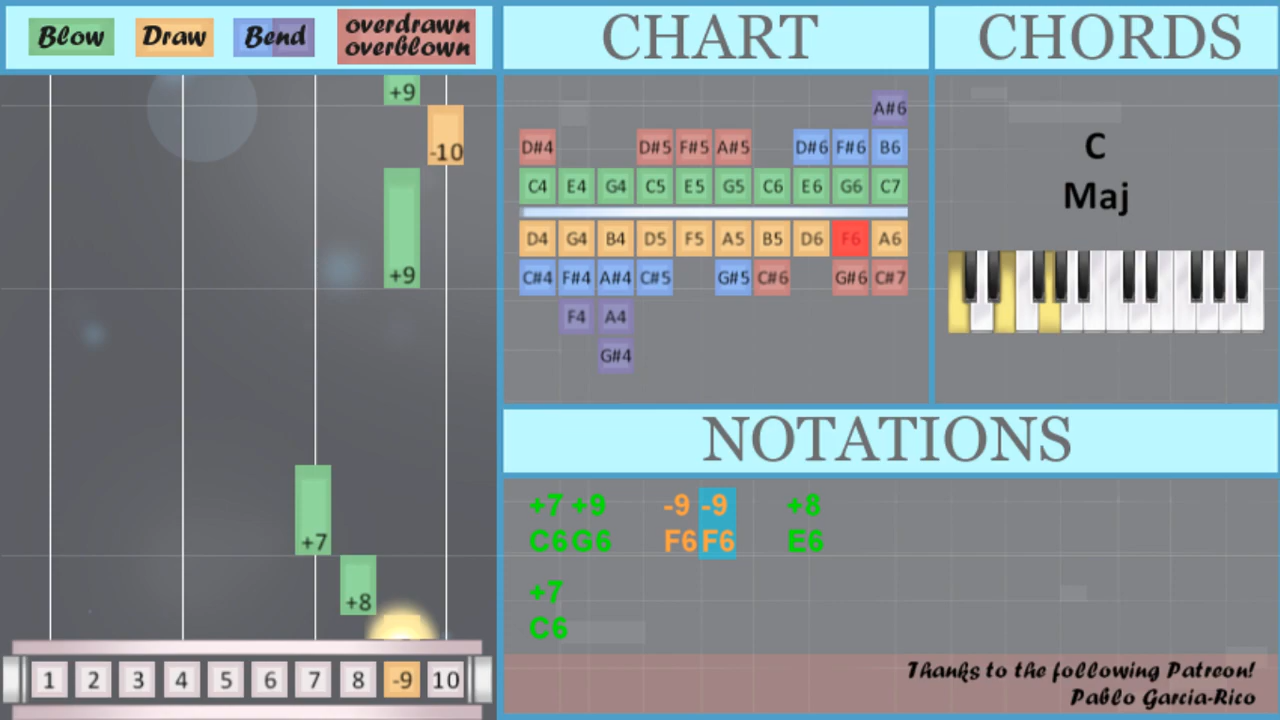 Blow Draw Bend overdrawn
overblown
CHART
CHORDS
+9
-10
+9
+7
+8
1 2 3 4 5 6 7 8 -9 10
A#6
D#4 D#5 F#5 A#5 D#6 F#6 B6
C4 E4 G4 C5 E5 G5 C6 E6 G6 C7
D4 G4 B4 D5 F5 A5 B5 D6 F6 A6
C#4 F#4 A#4 C#5 G#5 C#6 G#6 C#7
F4 A4
G#4
C
Maj
NOTATIONS
+7 +9 -9 -9 +8
C6 G6 F6 F6 E6
+7
C6
Thanks to the following Patreon!
Pablo Garcia-Rico